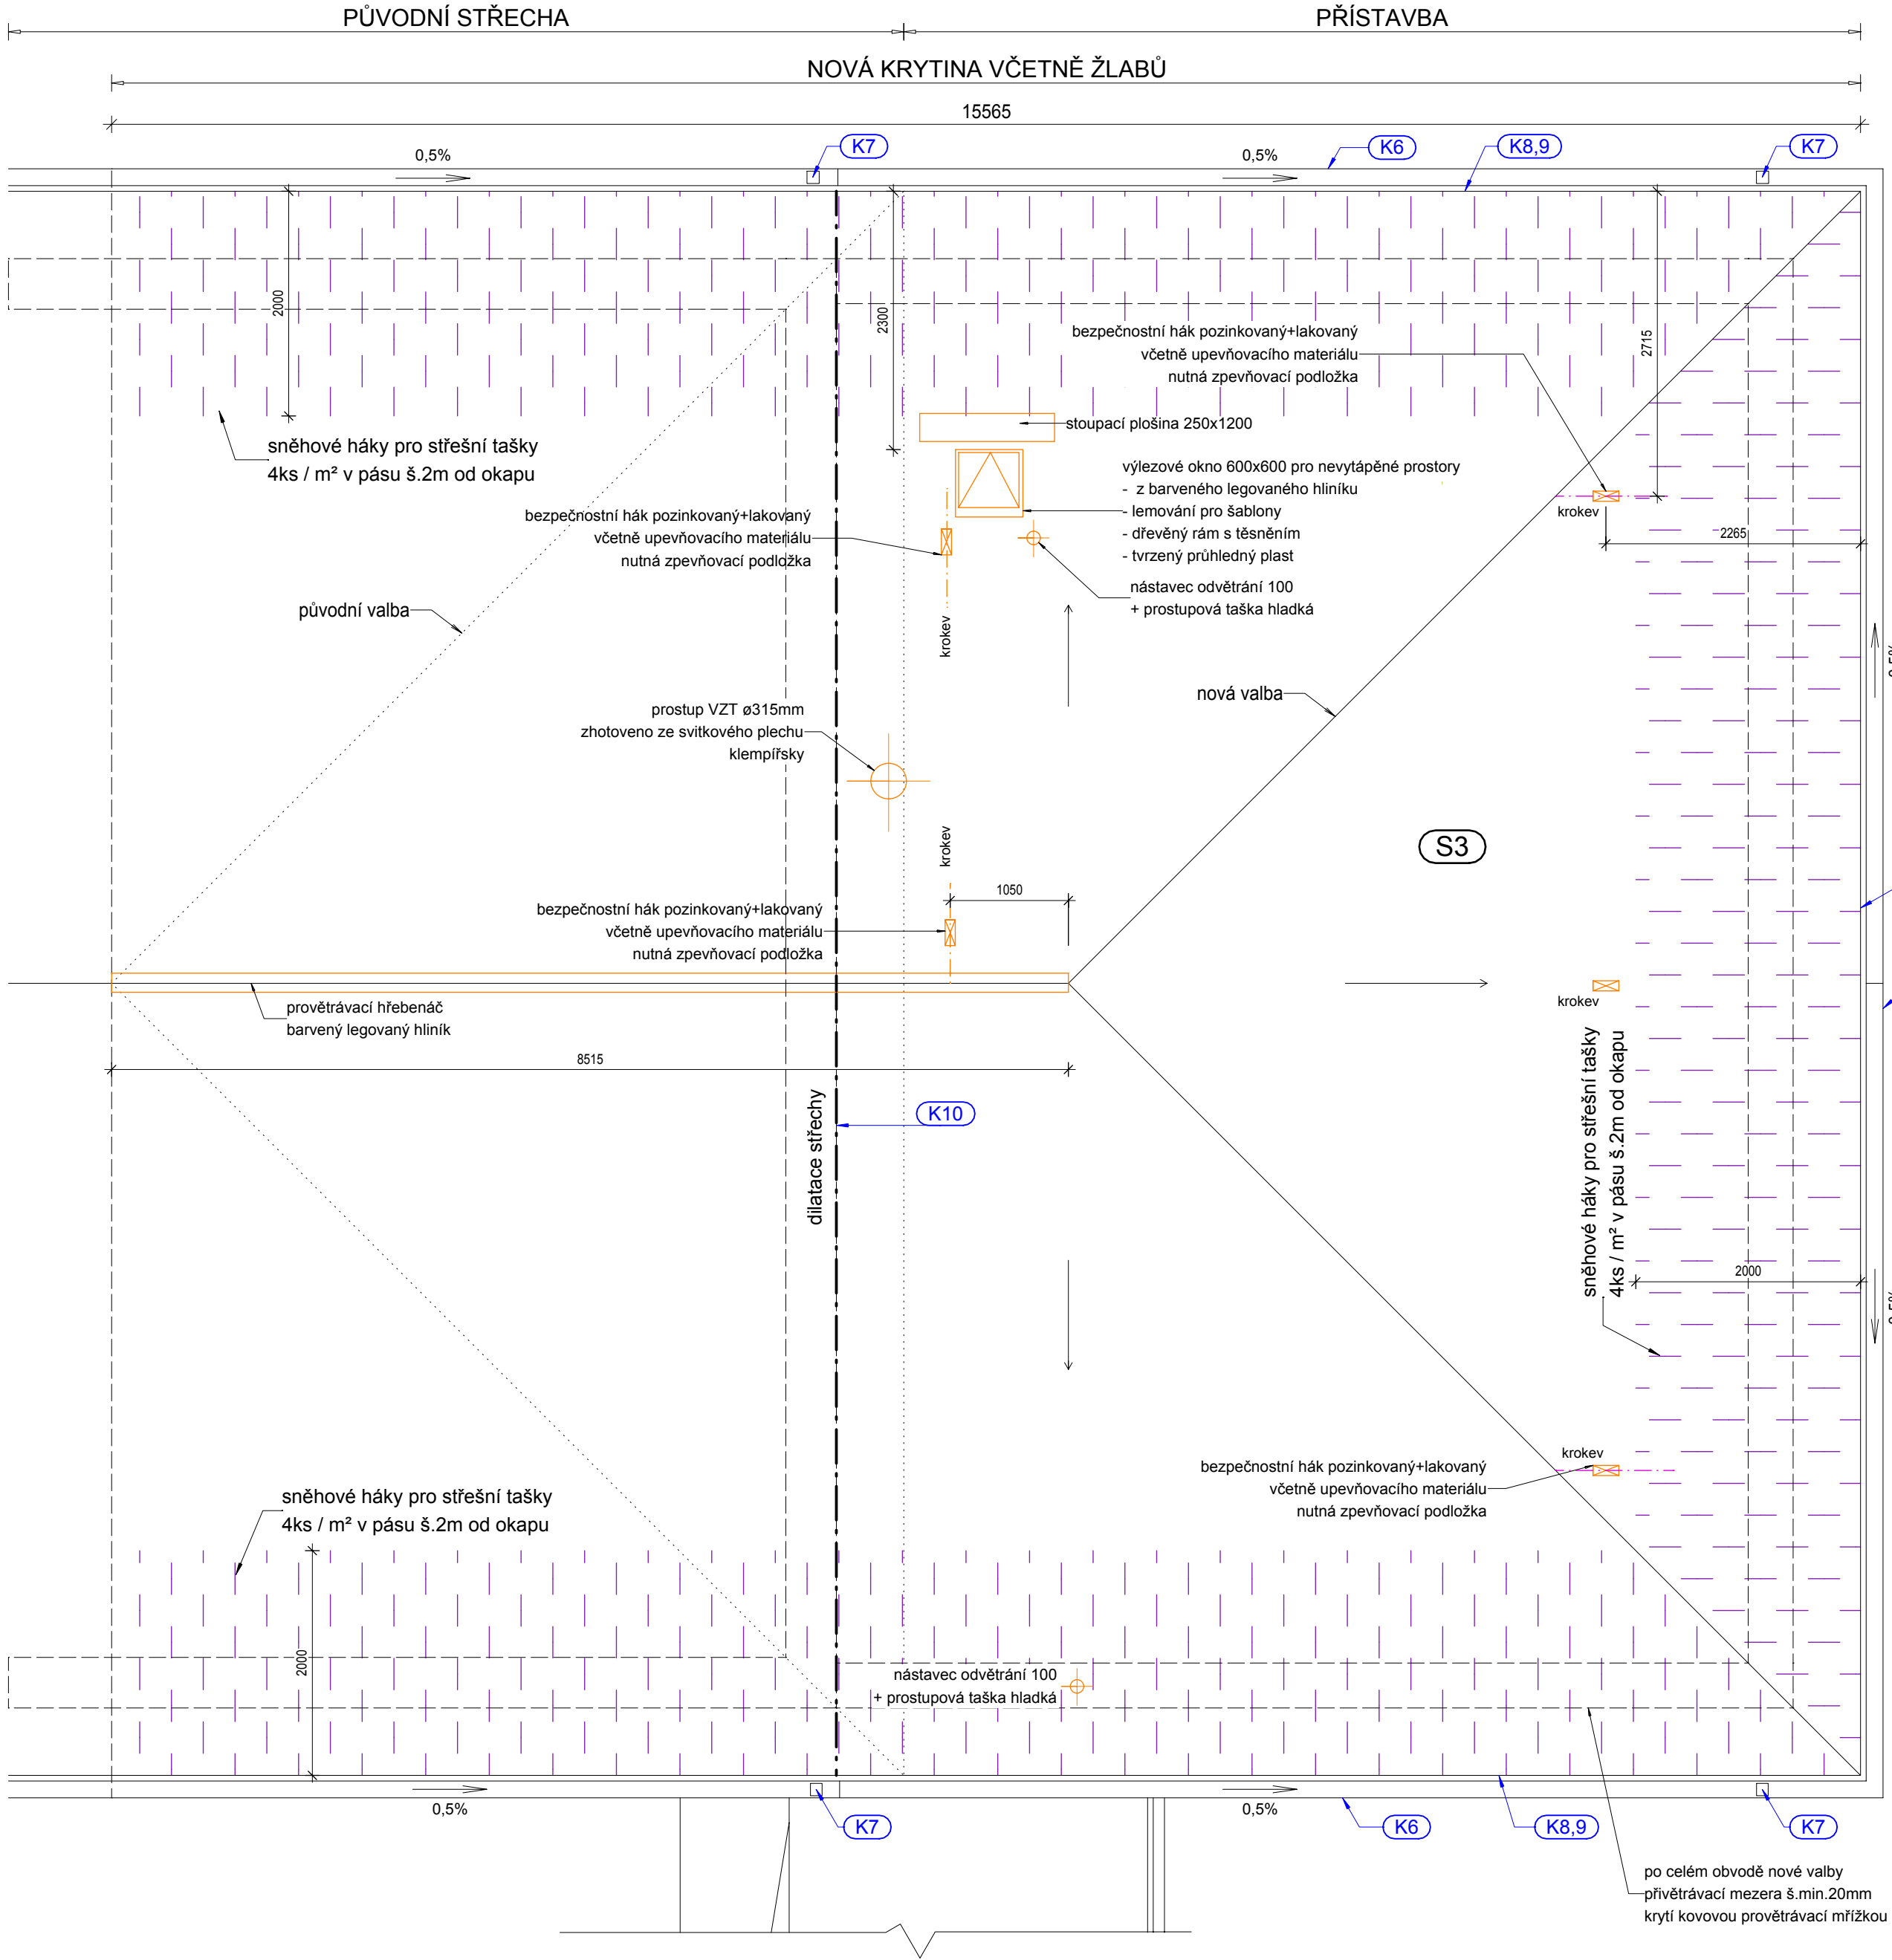 PŮVODNÍ STŘECHA
PŘÍSTAVBA
NOVÁ KRYTINA VČETNĚ ŽLABŮ
15565
0,5%
K7
0,5%
K6
K8,9
K7
2000
2300
2715
bezpečnostní hák pozinkovaný+lakovaný
včetně upevňovacího materiálu
nutná zpevňovací podložka
stoupací plošina 250x1200
sněhové háky pro střešní tašky
4ks / m² v pásu š.2m od okapu
výlezové okno 600x600 pro nevytápěné prostory
- z barveného legovaného hliníku
- lemování pro šablony
- dřevěný rám s těsněním
- tvrzený průhledný plast
bezpečnostní hák pozinkovaný+lakovaný
včetně upevňovacího materiálu
nutná zpevňovací podložka
krokev
2265
nástavec odvětrání 100
+ prostupová taška hladká
původní valba
krokev
nová valba
prostup VZT ø315mm
zhotoveno ze svitkového plechu
klempířsky
krokev
S3
1050
bezpečnostní hák pozinkovaný+lakovaný
včetně upevňovacího materiálu
nutná zpevňovací podložka
provětrávací hřebenáč
barvený legovaný hliník
krokev
8515
dilatace střechy
K10
sněhové háky pro střešní tašky
4ks / m² v pásu š.2m od okapu
2000
krokev
bezpečnostní hák pozinkovaný+lakovaný
včetně upevňovacího materiálu
nutná zpevňovací podložka
sněhové háky pro střešní tašky
4ks / m² v pásu š.2m od okapu
2000
nástavec odvětrání 100
+ prostupová taška hladká
0,5%
K7
0,5%
K6
K8,9
K7
po celém obvodě nové valby
přivětrávací mezera š.min.20mm
krytí kovovou provětrávací mřížkou